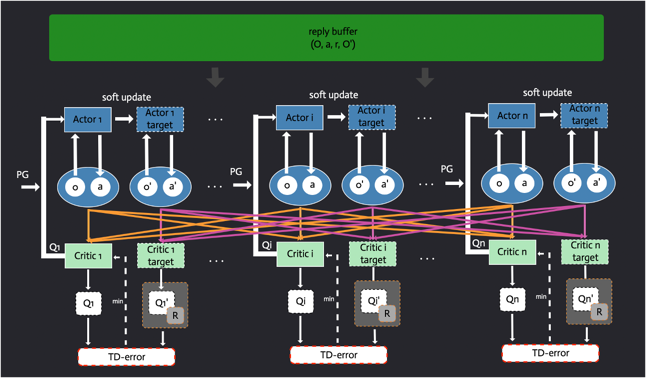 reply buffer
(O, a, r, O')
soft update
soft update
soft update
Actor 1
Actor 1
target
...
Actor i
Actor i
target
...
Actor n
Actor n
target
PG
o
a
o'
a'
...
PG
o
a
o'
a'
...
PG
o
a
o'
a'
Q1
Critic 1
Critic 1
target
...
Qi
Critic i
Critic i
target
...
Qn
Critic n
Critic n
target
Q1
min
Q1'
R
Qi
min
Qi'
R
Qn
min
Qn'
R
TD-error
TD-error
TD-error